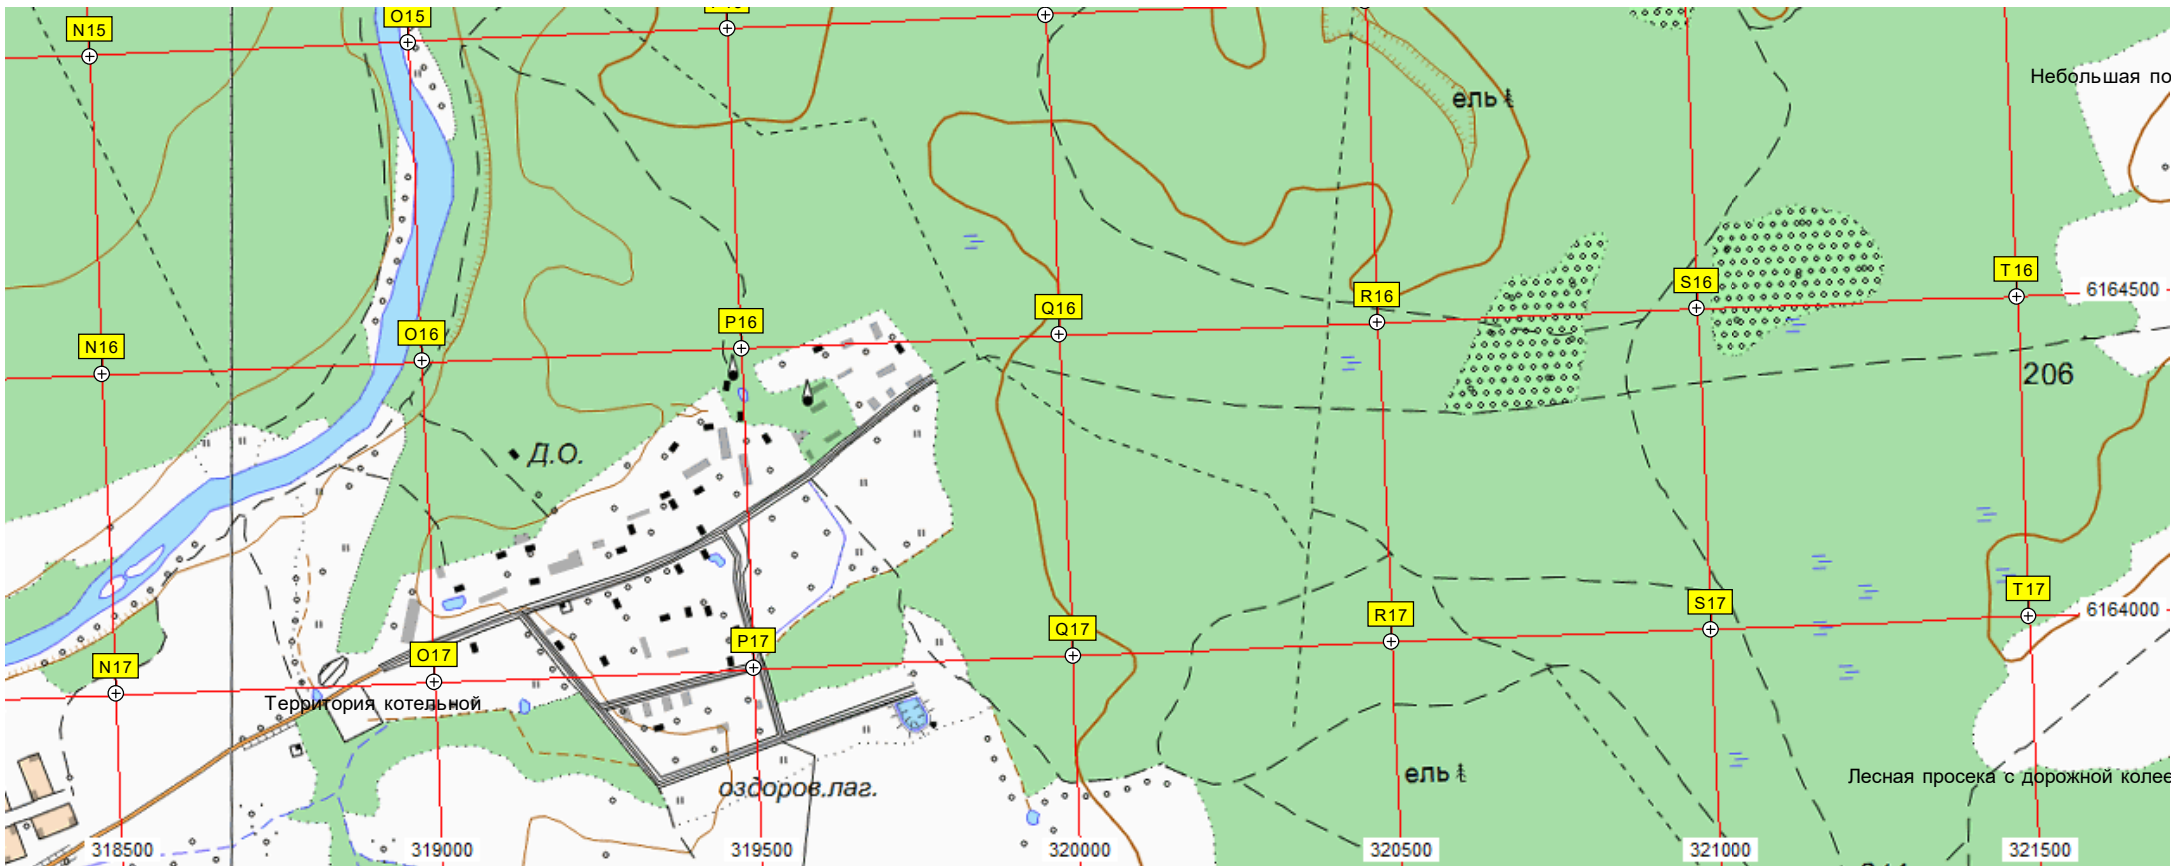 O15
N15
Небольшая по
ель
T16
S16
6164500
R16
Q16
P16
O16
N16
206
Д.О.
T17
S17
6164000
R17
Q17
P17
O17
N17
Территория котельной
ель
Лесная просека с дорожной колее
оздоров.лаг.
318500 319000 319500 320000 320500 321000 321500